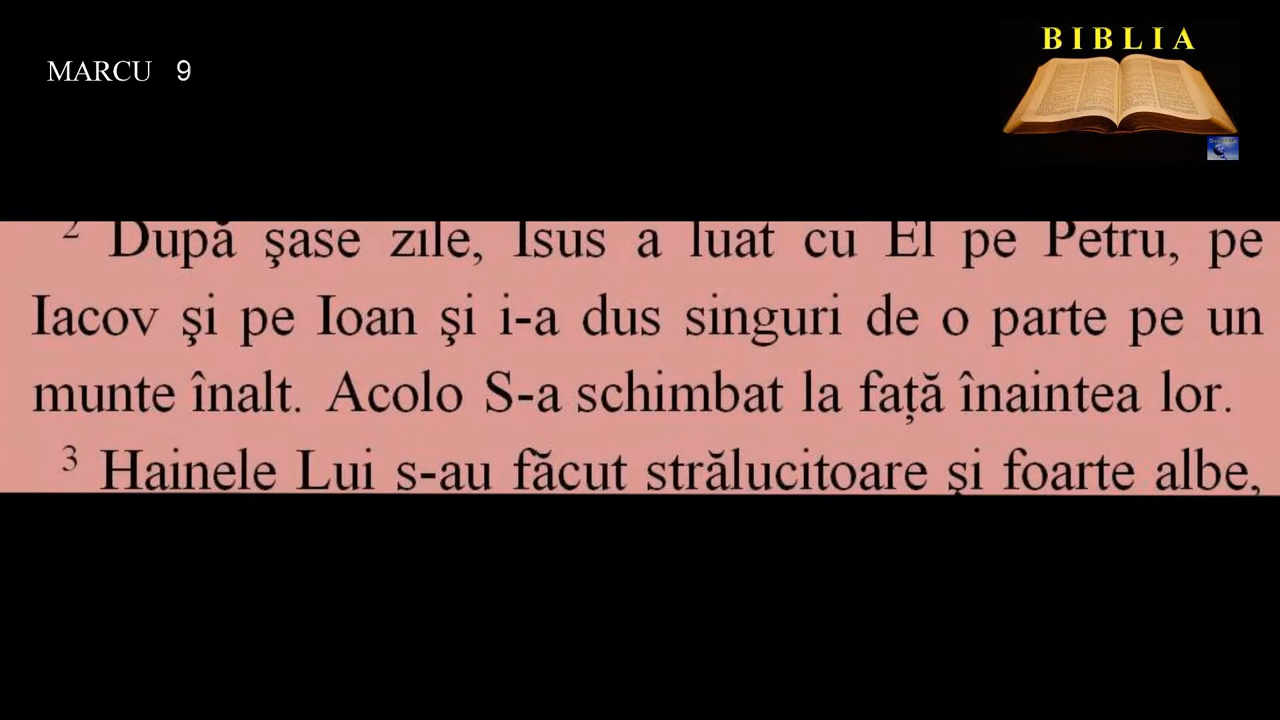 BIBLIA
MARCU 9
2 După şase zile, Isus a luat cu El pe Petru, pe
Iacov şi pe Ioan şi i-a dus singuri de o parte pe un
munte înalt. Acolo S-a schimbat la faţă înaintea lor.
3 Hainele Lui s-au făcut strălucitoare şi foarte albe,